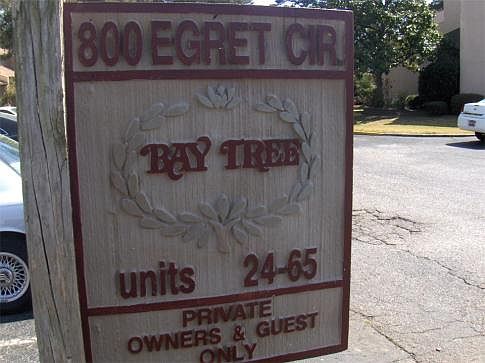 800 EGRET CIR.
BAY TREE
units 24-65
PRIVATE
OWNERS & GUEST
ONLY